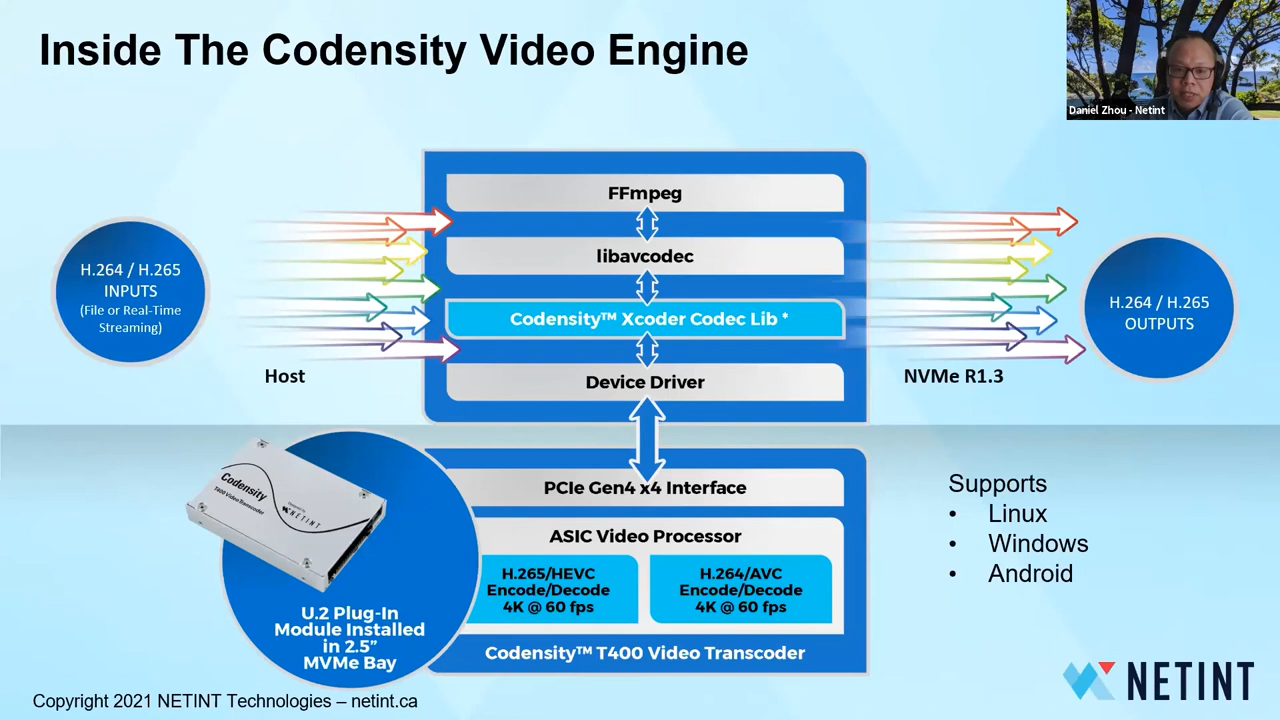 Inside The Codensity Video Engine
Daniel Zhou - Netint
FFmpeg
libavcodec
Codensity™ Xcoder Codec Lib *
Device Driver
H.264 / H.265
INPUTS
(File or Real-Time
Streaming)
Host
H.264 / H.265
OUTPUTS
NVMe R1.3
PCIe Gen4 x4 Interface
ASIC Video Processor
H.265/HEVC
Encode/Decode
4K @ 60 fps
H.264/AVC
Encode/Decode
4K @ 60 fps
Codensity™ T400 Video Transcoder
Codensity
T400 Video Transcoder
NETINT
U.2 Plug-In
Module Installed
in 2.5”
MVMe Bay
Supports
• Linux
• Windows
• Android
Copyright 2021 NETINT Technologies – netint.ca
NETINT